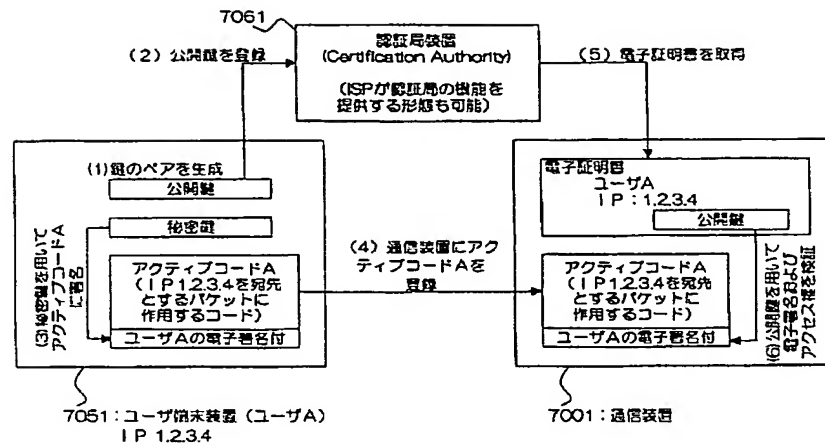 7061
認証局装置
(Certification Authority)
(ISPが認証局の機能を
提供する形態も可能)
(2) 公開鍵を登録
(5) 電子証明書を取得
(1)鍵のペアを生成
公開鍵
秘密鍵
(3)秘密鍵を用いて
アクティブコードA
に署名
アクティブコードA
(IP1.2.3.4を宛先
とするパケットに
作用するコード)
ユーザAの電子署名付
(4) 通信装置にアク
ティブコードAを
登録
電子証明書
ユーザA
IP:1.2.3.4
公開鍵
アクティブコードA
(IP1.2.3.4を宛先
とするパケットに
作用するコード)
ユーザAの電子署名付
(6)公開鍵を用いて
電子署名および
アクセス権を検証
7051:ユーザ端末装置(ユーザA)
IP 1.2.3.4
7001:通信装置